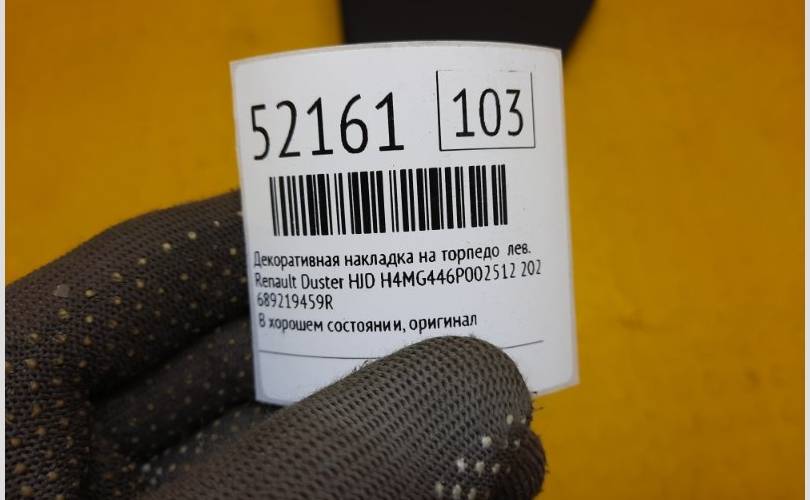 52161 103
Декоративная накладка на торпедо лев.
Renault Duster HJD H4MG446P002512 202
689219459R
В хорошем состоянии, оригинал